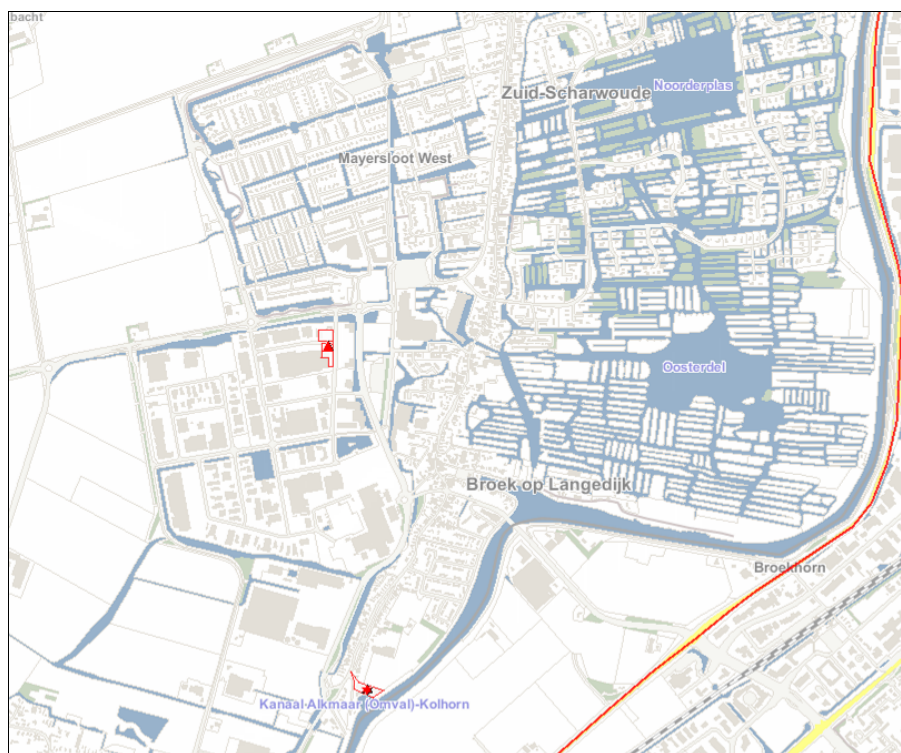 bacht
Zuid-Scharwoude
Noorderplas
Mayersloot West
Oosterdel
Broek op Langedijk
Broekhorn
Kanaal Alkmaar (Omval)-Kolhorn